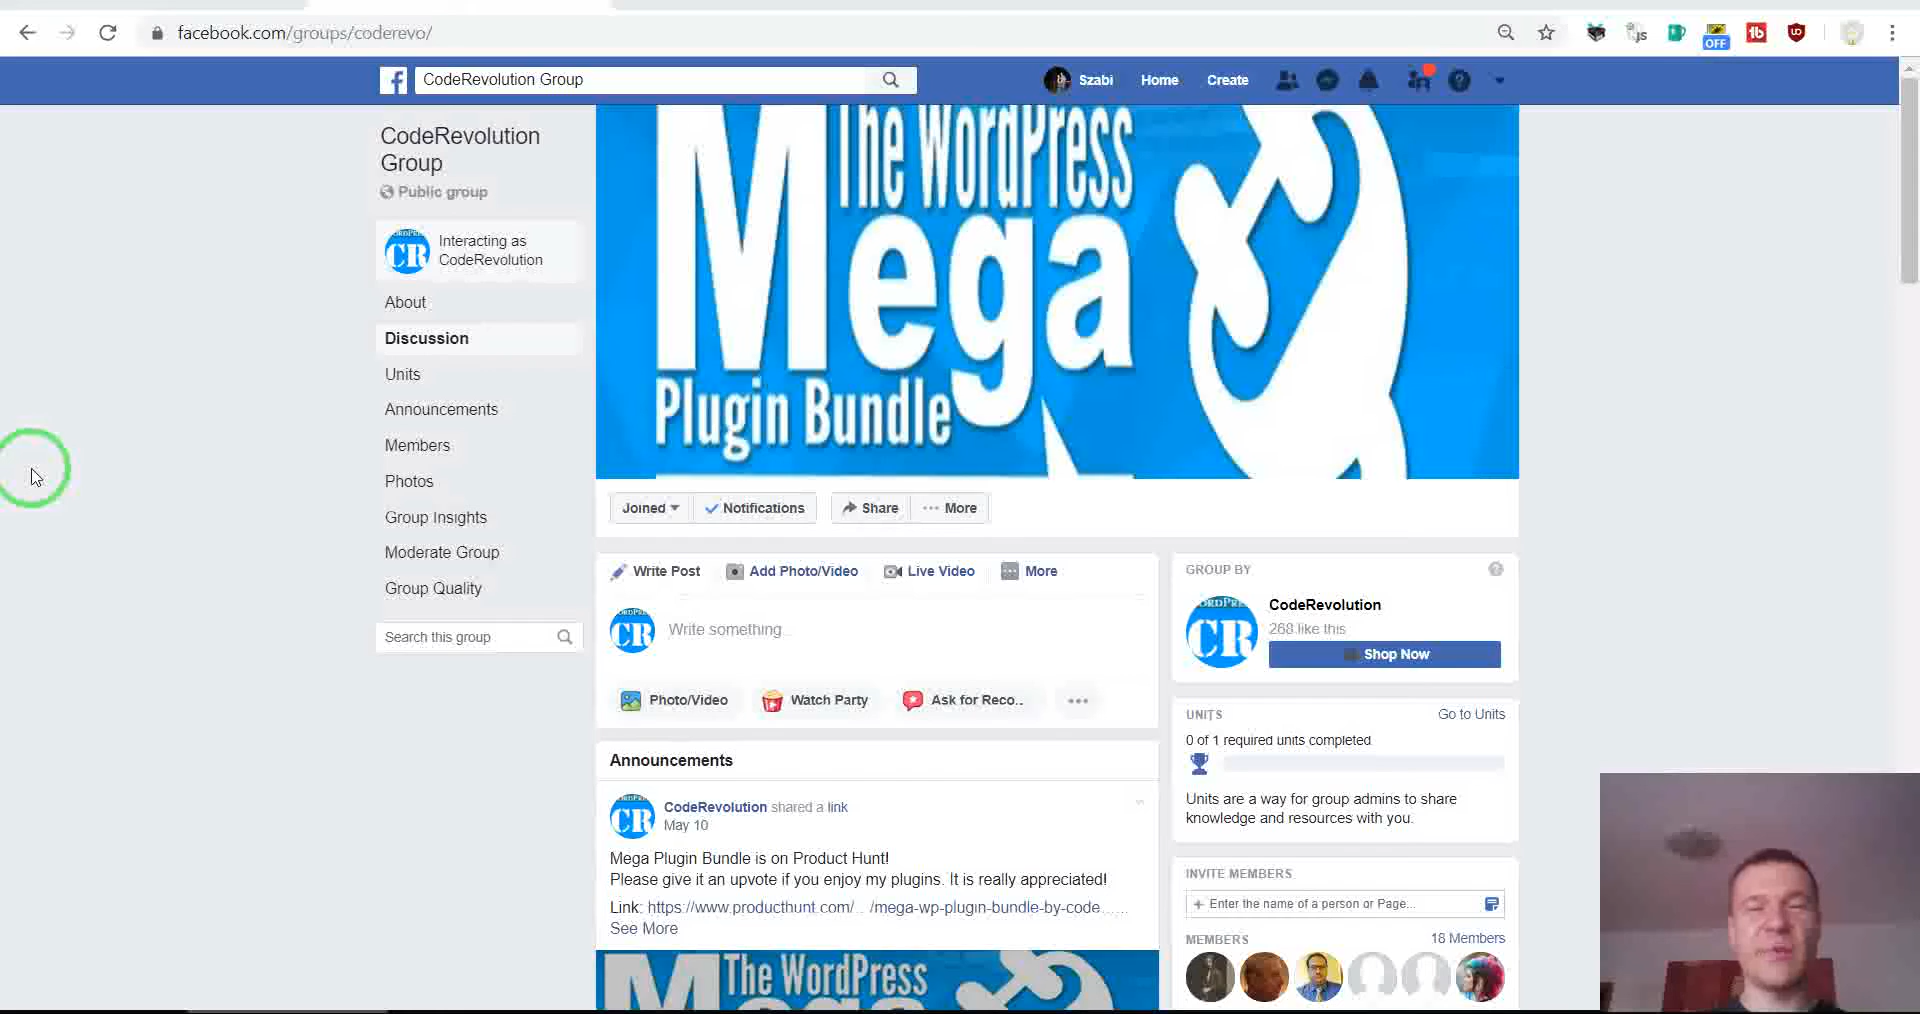 facebook.com/groups/coderevo/
JS
OFF
CodeRevolution Group
Szabi
Home
Create
CodeRevolution
Group
Public group
CR
Interacting as
CodeRevolution
About
Discussion
Units
Announcements
Members
Photos
Group Insights
Moderate Group
Group Quality
Search this group
The WordPress
Mega
Plugin Bundle
Joined
Notifications
Share
More
Write Post
Add Photo/Video
Live Video
More
CR
Write something...
Photo/Video
Watch Party
Ask for Reco...
Announcements
CR
CodeRevolution shared a link
May 10
Mega Plugin Bundle is on Product Hunt!
Please give it an upvote if you enjoy my plugins. It is really appreciated!
Link: https://www.producthunt.com/.../mega-wp-plugin-bundle-by-code......
See More
The WordPress
Mega
GROUP BY
CR
CodeRevolution
268 like this
Shop Now
UNITS
Go to Units
0 of 1 required units completed
Units are a way for group admins to share
knowledge and resources with you.
INVITE MEMBERS
+ Enter the name of a person or Page...
MEMBERS
18 Members